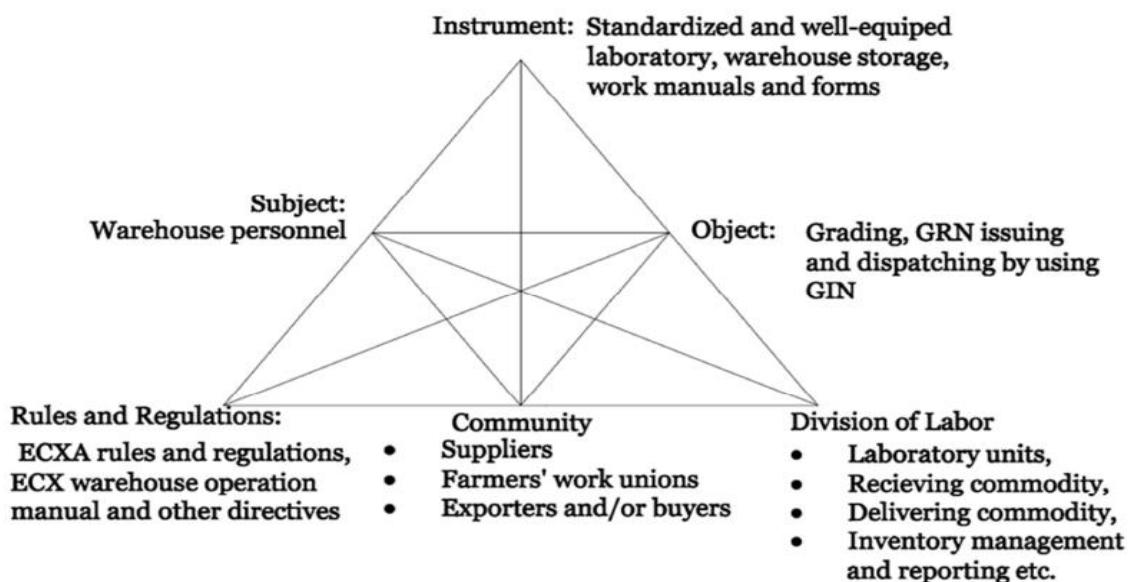 Instrument: Standardized and well-equiped
laboratory, warehouse storage,
work manuals and forms
Subject:
Warehouse personnel
Object: Grading, GRN issuing
and dispatching by using
GIN
Rules and Regulations:
ECXA rules and regulations,
ECX warehouse operation
manual and other directives
Community
• Suppliers
• Farmers' work unions
• Exporters and/or buyers
Division of Labor
• Laboratory units,
• Recieving commodity,
• Delivering commodity,
• Inventory management
and reporting etc.